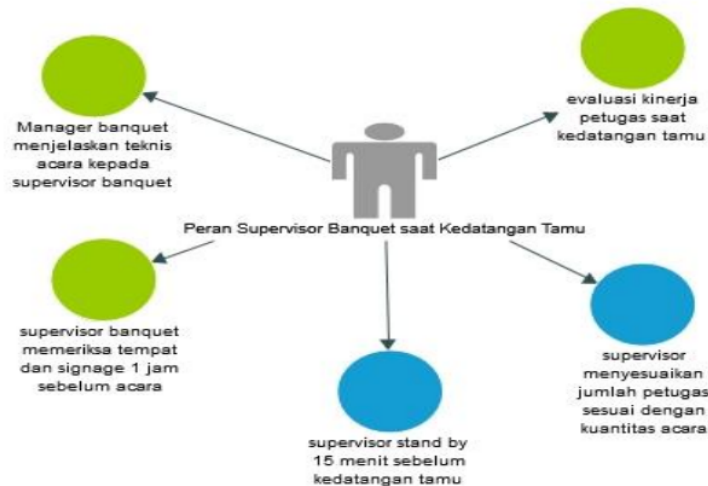 Manager banquet
menjelaskan teknis
acara kepada
supervisor banquet
evaluasi kinerja
petugas saat
kedatangan tamu
Peran Supervisor Banquet saat Kedatangan Tamu
supervisor banquet
memeriksa tempat
dan signage 1 jam
sebelum acara
supervisor stand by
15 menit sebelum
kedatangan tamu
supervisor
menyesuaikan
jumlah petugas
sesuai dengan
kuantitas acara